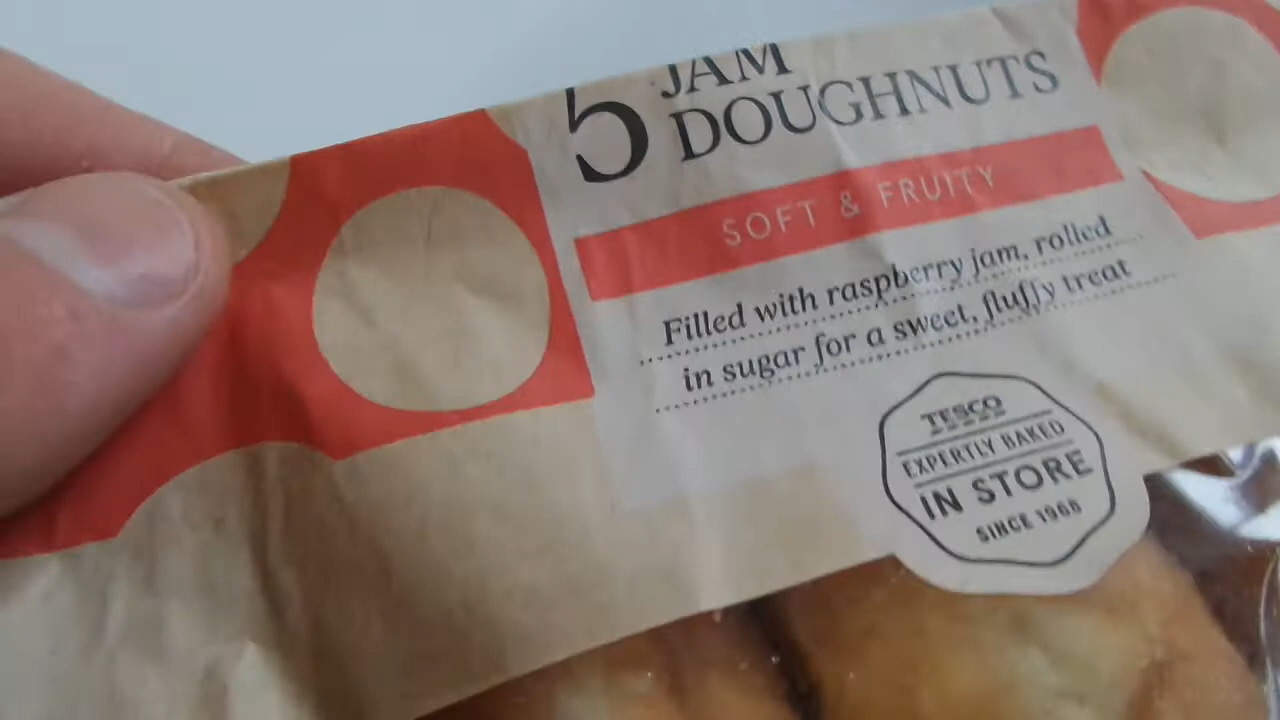 5 JAM
DOUGHNUTS
SOFT & FRUITY
Filled with raspberry jam, rolled
in sugar for a sweet, fluffy treat
TESCO
EXPERTLY BAKED
IN STORE
SINCE 1968